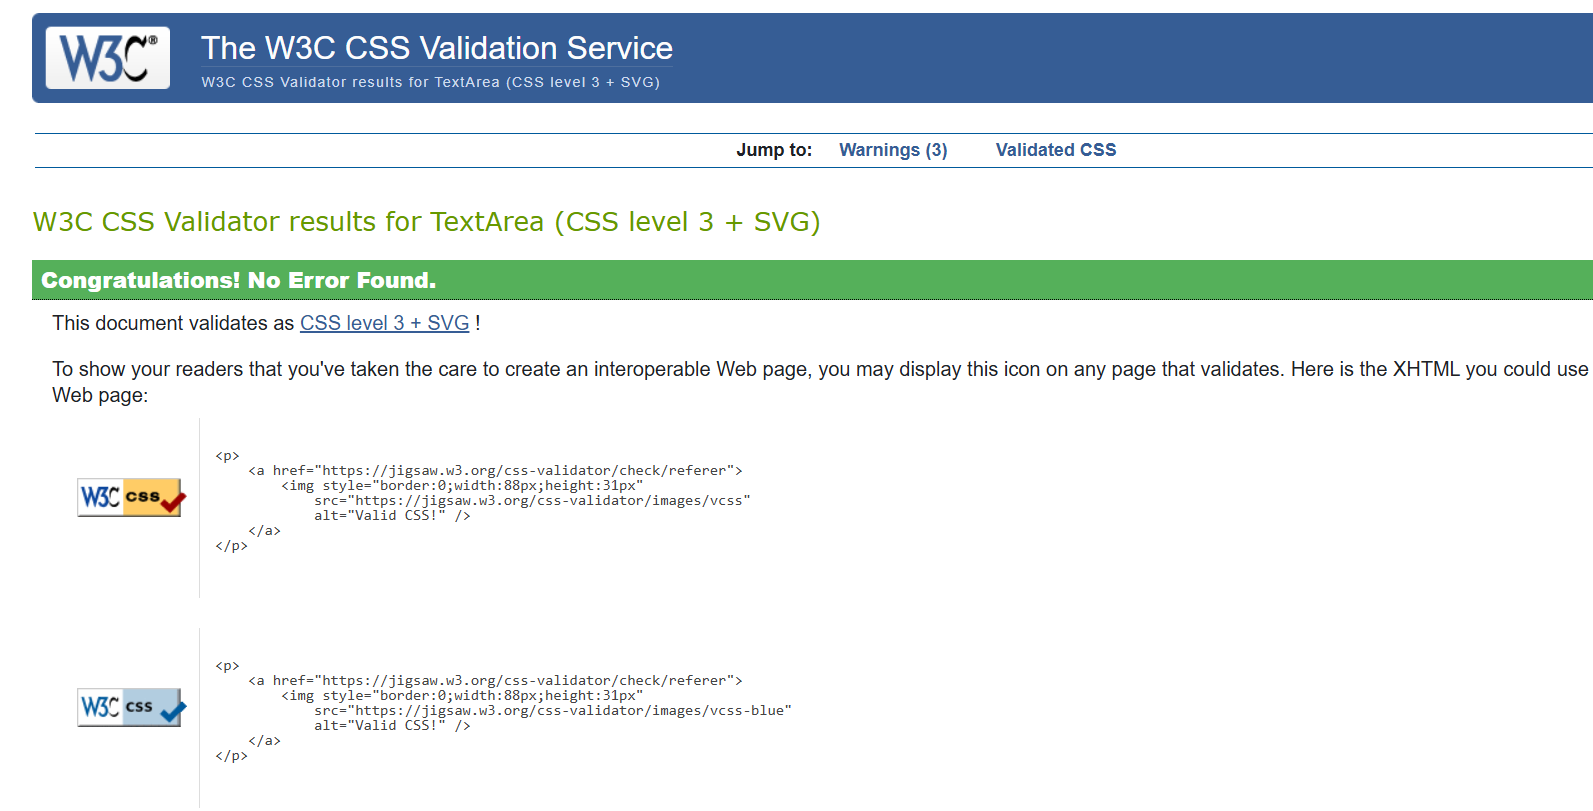 W3C®
The W3C CSS Validation Service
W3C CSS Validator results for TextArea (CSS level 3 + SVG)
Jump to: Warnings (3) Validated CSS
W3C CSS Validator results for TextArea (CSS level 3 + SVG)
Congratulations! No Error Found.
This document validates as CSS level 3 + SVG !
To show your readers that you've taken the care to create an interoperable Web page, you may display this icon on any page that validates. Here is the XHTML you could use
Web page:
W3C css
<p>
    <a href="https://jigsaw.w3.org/css-validator/check/referer">
        <img style="border:0;width:88px;height:31px"
            src="https://jigsaw.w3.org/css-validator/images/vcss"
            alt="Valid CSS!" />
    </a>
</p>
W3C css
<p>
    <a href="https://jigsaw.w3.org/css-validator/check/referer">
        <img style="border:0;width:88px;height:31px"
            src="https://jigsaw.w3.org/css-validator/images/vcss-blue"
            alt="Valid CSS!" />
    </a>
</p>